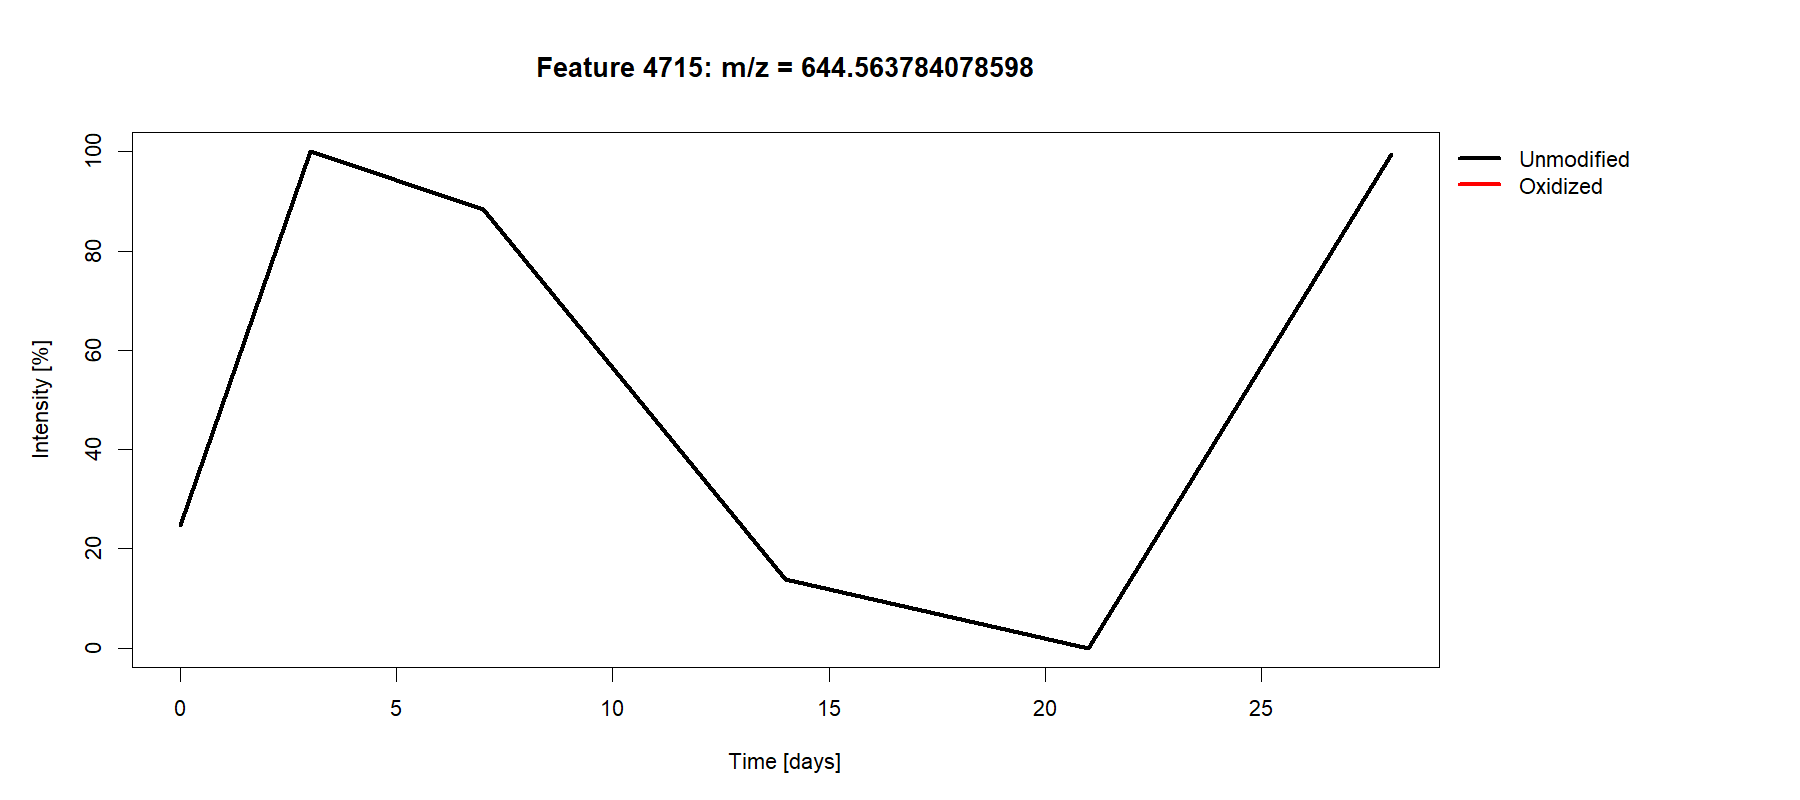 Feature 4715: m/z = 644.563784078598
Unmodified
Oxidized
Intensity [%]
100
80
60
40
20
0
0 5 10 15 20 25
Time [days]